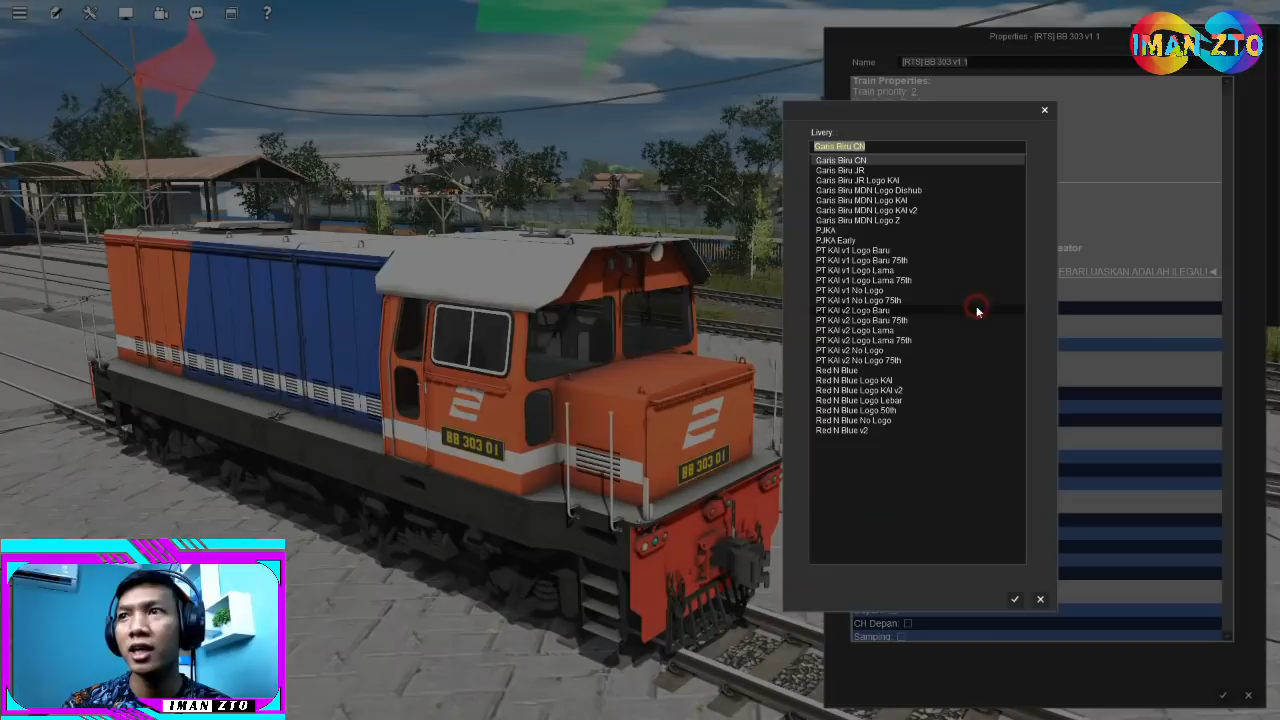 Properties - [RTS] BB 303 v1 1
IMAN ZTO
Name
[RTS] BB 303 v1 1
Train Properties:
Train priority: 2
Livery :
Garis Biru CN
Garis Biru CN
Garis Biru JR
Garis Biru JR Logo KAI
Garis Biru MDN Logo Dishub
Garis Biru MDN Logo KAI
Garis Biru MDN Logo KAI v2
Garis Biru MDN Logo Z
PJKA
PJKA Early
PT KAI v1 Logo Baru
PT KAI v1 Logo Baru 75th
PT KAI v1 Logo Lama
PT KAI v1 Logo Lama 75th
PT KAI v1 No Logo
PT KAI v1 No Logo 75th
PT KAI v2 Logo Baru
PT KAI v2 Logo Baru 75th
PT KAI v2 Logo Lama
PT KAI v2 Logo Lama 75th
PT KAI v2 No Logo
PT KAI v2 No Logo 75th
Red N Blue
Red N Blue Logo KAI
Red N Blue Logo KAI v2
Red N Blue Logo Lebar
Red N Blue Logo 50th
Red N Blue No Logo
Red N Blue v2
eator
EBARLUASKAN ADALAH ILEGAL!
BB 303 01
BB 303 01
CH Depan:
Samping:
IMAN ZTO